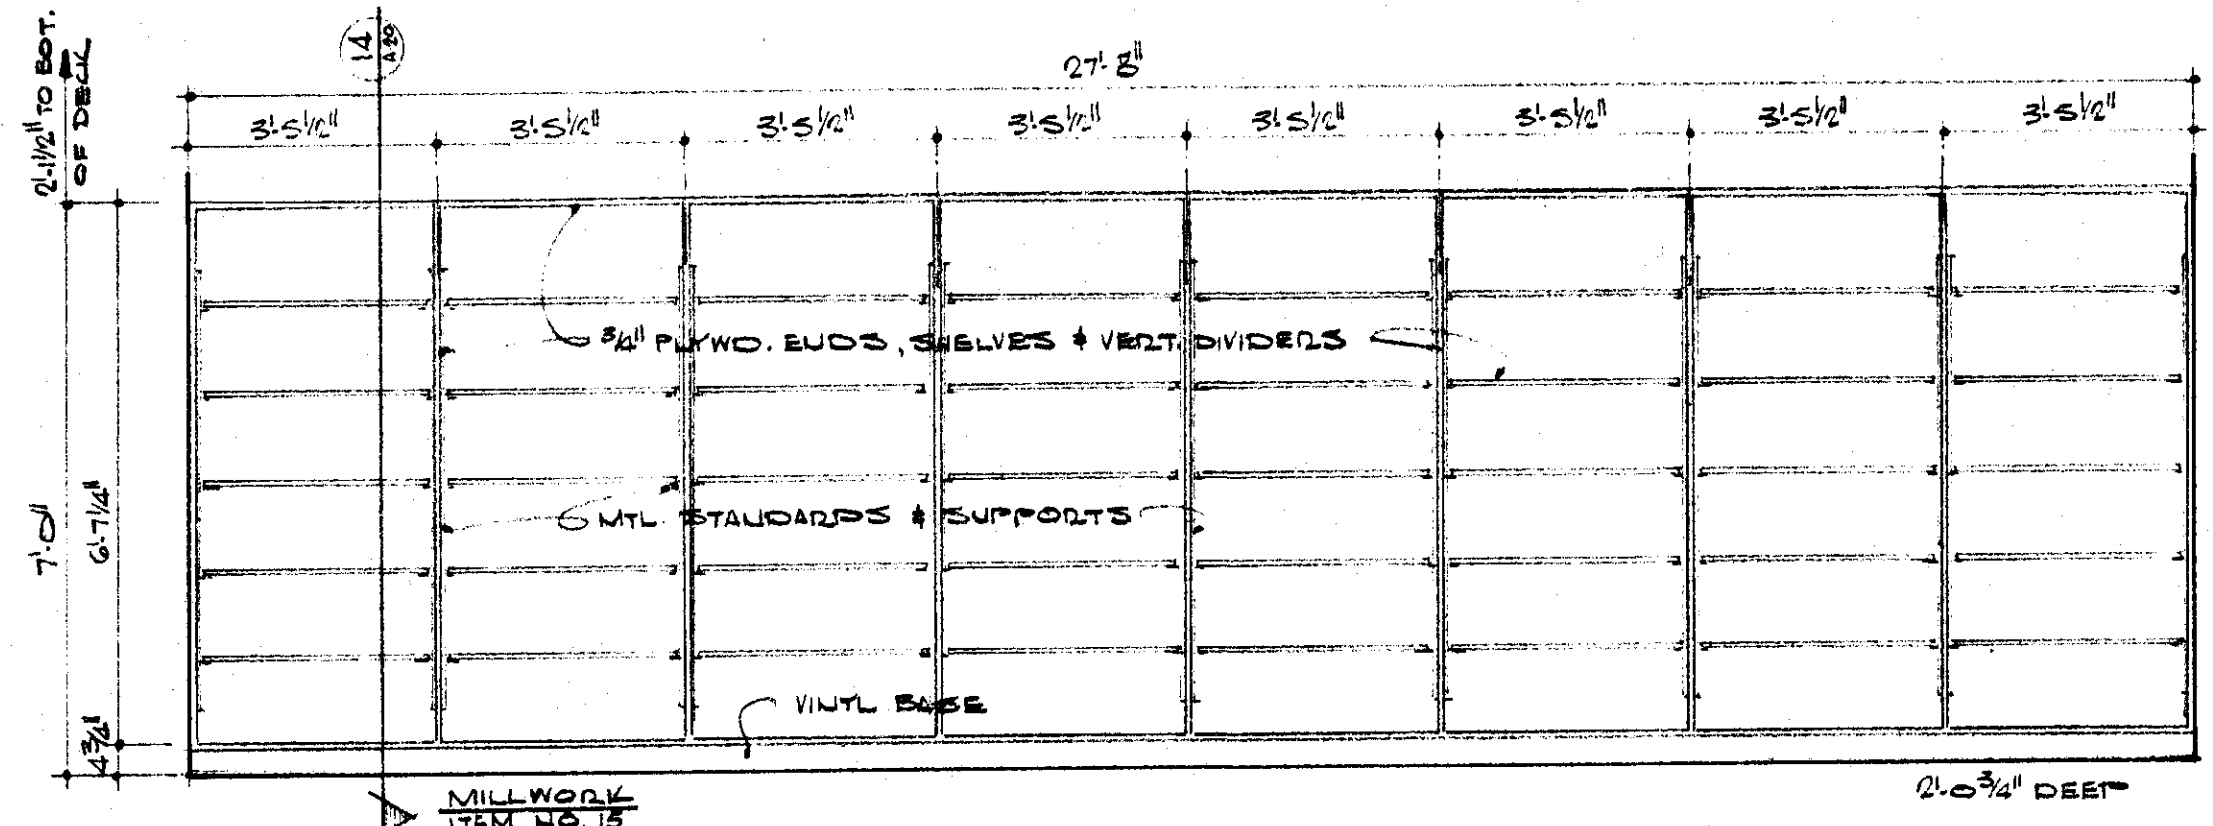 2'-1 1/2" TO BOT.
OF DECK
14
A-20
27'-8"
3'-5 1/2"
3'-5 1/2"
3'-5 1/2"
3'-5 1/2"
3'-5 1/2"
3'-5 1/2"
3'-5 1/2"
3'-5 1/2"
3/4" PLYWD. ENDS, SHELVES & VERT. DIVIDERS
7'-0"
6'-7 1/4"
MTL. STANDARDS & SUPPORTS
VINYL BASE
4 3/4"
2'-0 3/4" DEEP
MILLWORK
ITEM NO. 15